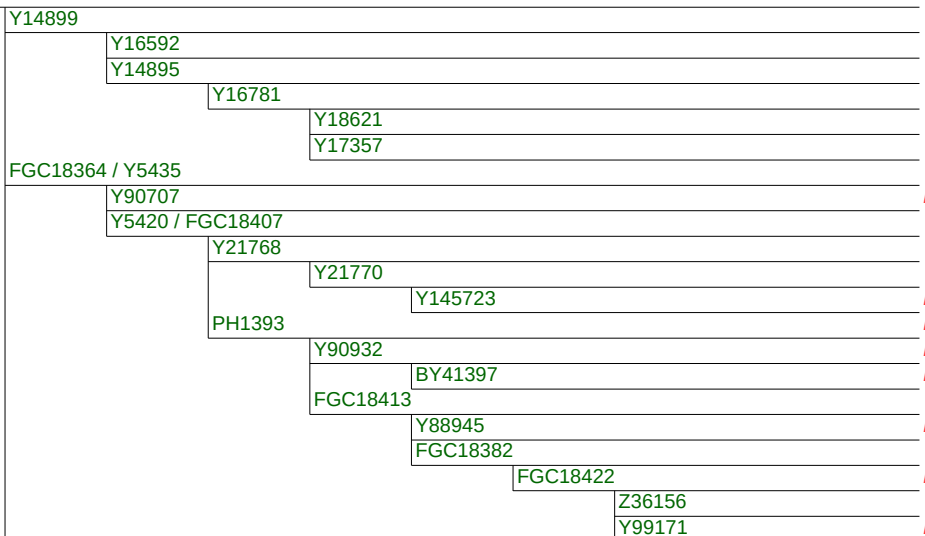 Y14899
Y16592
Y14895
Y16781
Y18621
Y17357
FGC18364 / Y5435
Y90707
Y5420 / FGC18407
Y21768
Y21770
Y145723
PH1393
Y90932
BY41397
FGC18413
Y88945
FGC18382
FGC18422
Z36156
Y99171